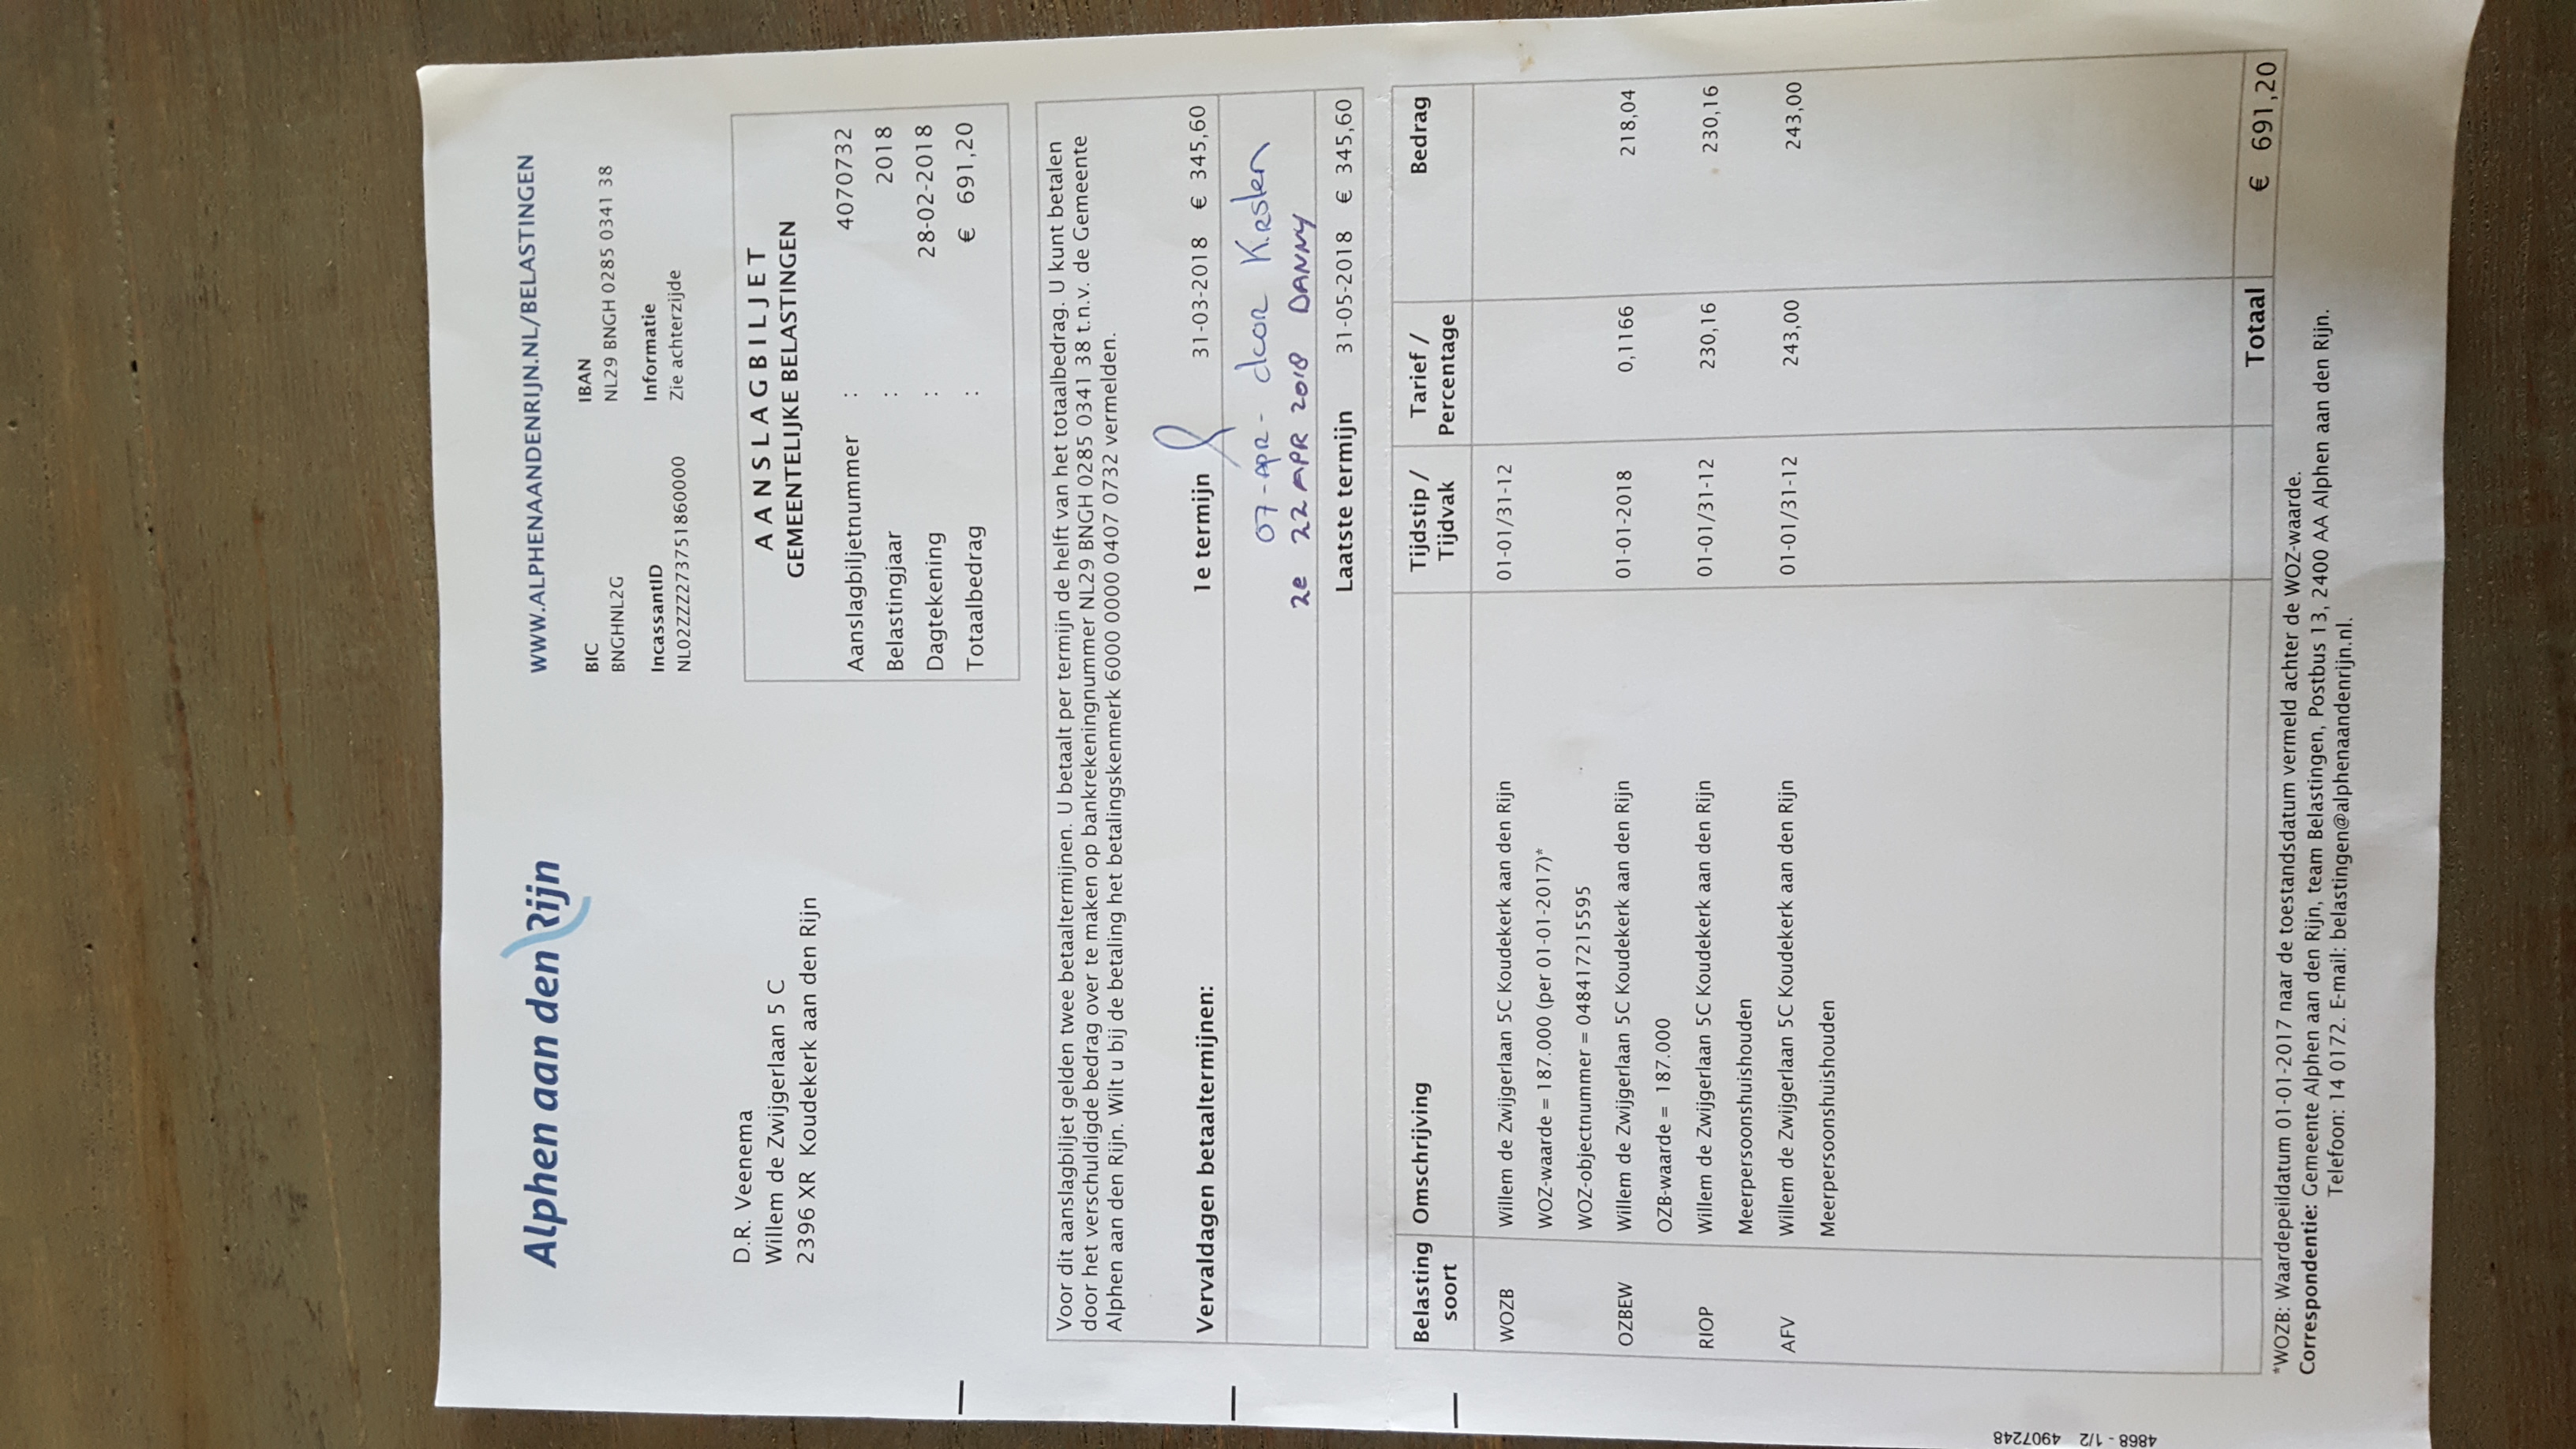 Alphen aan den Rijn
WWW.ALPHENAANDENRIJN.NL/BELASTINGEN
BIC
BNGHNL2G
IBAN
NL29 BNGH 0285 0341 38
IncassantID
NL02ZZZ273751860000
Informatie
Zie achterzijde
D.R. Veenema
Willem de Zwijgerlaan 5 C
2396 XR Koudekerk aan den Rijn
AANSLAGBILJET
GEMEENTELIJKE BELASTINGEN
Aanslagbiljetnummer : 4070732
Belastingjaar : 2018
Dagtekening : 28-02-2018
Totaalbedrag : € 691,20
Voor dit aanslagbiljet gelden twee betaaltermijnen. U betaalt per termijn de helft van het totaalbedrag. U kunt betalen
door het verschuldigde bedrag over te maken op bankrekeningnummer NL29 BNGH 0285 0341 38 t.n.v. de Gemeente
Alphen aan den Rijn. Wilt u bij de betaling het betalingskenmerk 6000 0000 0407 0732 vermelden.
Vervaldagen betaaltermijnen: 1e termijn 31-03-2018 € 345,60
07-APR- door Kirsten
2e 22 APR 2018 DANNY
Laatste termijn 31-05-2018 € 345,60
Belasting soort Omschrijving Tijdstip / Tijdvak Tarief / Percentage Bedrag
WOZB Willem de Zwijgerlaan 5C Koudekerk aan den Rijn 01-01/31-12
WOZ-waarde = 187.000 (per 01-01-2017)*
WOZ-objectnummer = 048417215595
OZBEW Willem de Zwijgerlaan 5C Koudekerk aan den Rijn 01-01-2018 0,1166 218,04
OZB-waarde = 187.000
RIOP Willem de Zwijgerlaan 5C Koudekerk aan den Rijn 01-01/31-12 230,16 230,16
Meerpersoonshuishouden
AFV Willem de Zwijgerlaan 5C Koudekerk aan den Rijn 01-01/31-12 243,00 243,00
Meerpersoonshuishouden
Totaal € 691,20
*WOZB: Waardepeildatum 01-01-2017 naar de toestandsdatum vermeld achter de WOZ-waarde.
Correspondentie: Gemeente Alphen aan den Rijn, team Belastingen, Postbus 13, 2400 AA Alphen aan den Rijn.
Telefoon: 14 0172. E-mail: belastingen@alphenaandenrijn.nl.
4868 - 1/2 4907248